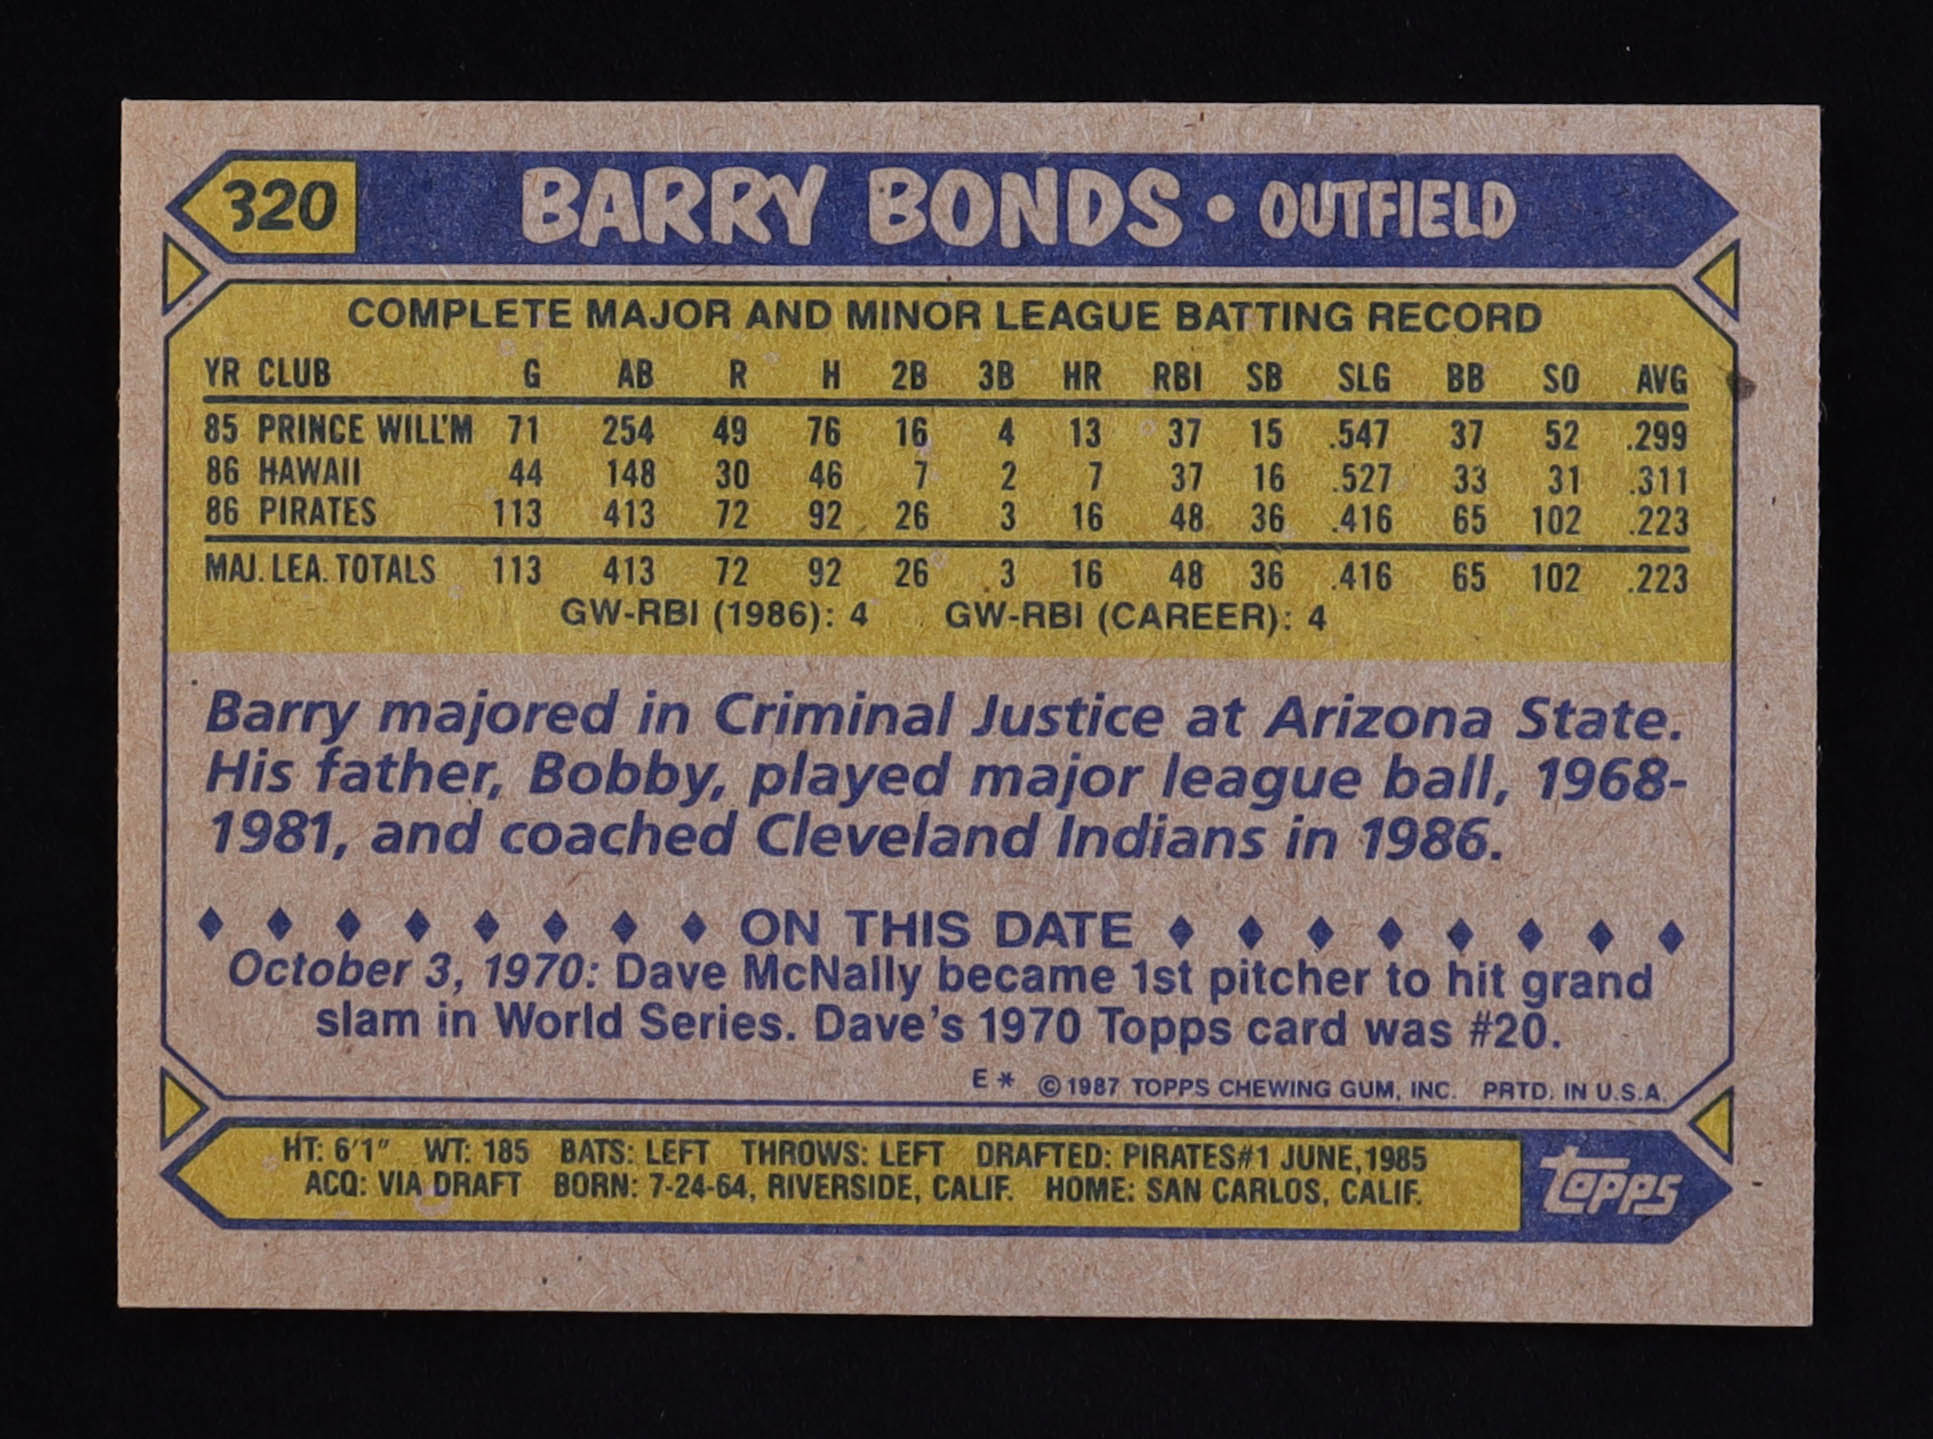 320 BARRY BONDS • OUTFIELD
COMPLETE MAJOR AND MINOR LEAGUE BATTING RECORD
YR CLUB G AB R H 2B 3B HR RBI SB SLG BB SO AVG
85 PRINCE WILL'M 71 254 49 76 16 4 13 37 15 .547 37 52 .299
86 HAWAII 44 148 30 46 7 2 7 37 16 .527 33 31 .311
86 PIRATES 113 413 72 92 26 3 16 48 36 .416 65 102 .223
MAJ. LEA. TOTALS 113 413 72 92 26 3 16 48 36 .416 65 102 .223
GW-RBI (1986): 4 GW-RBI (CAREER): 4
Barry majored in Criminal Justice at Arizona State.
His father, Bobby, played major league ball, 1968-
1981, and coached Cleveland Indians in 1986.
♦ ♦ ♦ ♦ ♦ ♦ ♦ ♦ ON THIS DATE ♦ ♦ ♦ ♦ ♦ ♦ ♦ ♦
October 3, 1970: Dave McNally became 1st pitcher to hit grand
slam in World Series. Dave's 1970 Topps card was #20.
E * © 1987 TOPPS CHEWING GUM, INC. PRTD. IN U.S.A.
HT: 6'1" WT: 185 BATS: LEFT THROWS: LEFT DRAFTED: PIRATES#1 JUNE, 1985
ACQ: VIA DRAFT BORN: 7-24-64, RIVERSIDE, CALIF. HOME: SAN CARLOS, CALIF.
topps